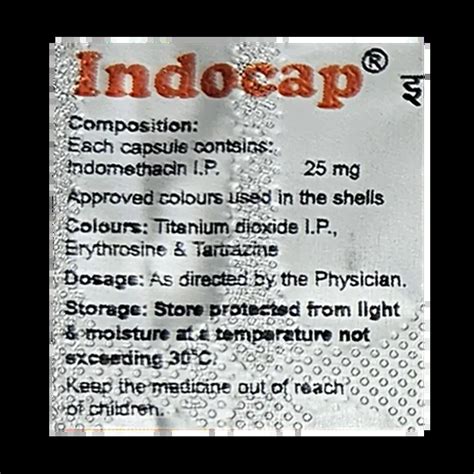 Indocap® इ
Composition:
Each capsule contains:
Indomethacin I.P. 25 mg
Approved colours used in the shells
Colours: Titanium dioxide I.P.,
Erythrosine & Tartrazine
Dosage: As directed by the Physician.
Storage: Store protected from light
& moisture at a temperature not
exceeding 30°C.
Keep the medicine out of reach
of children.